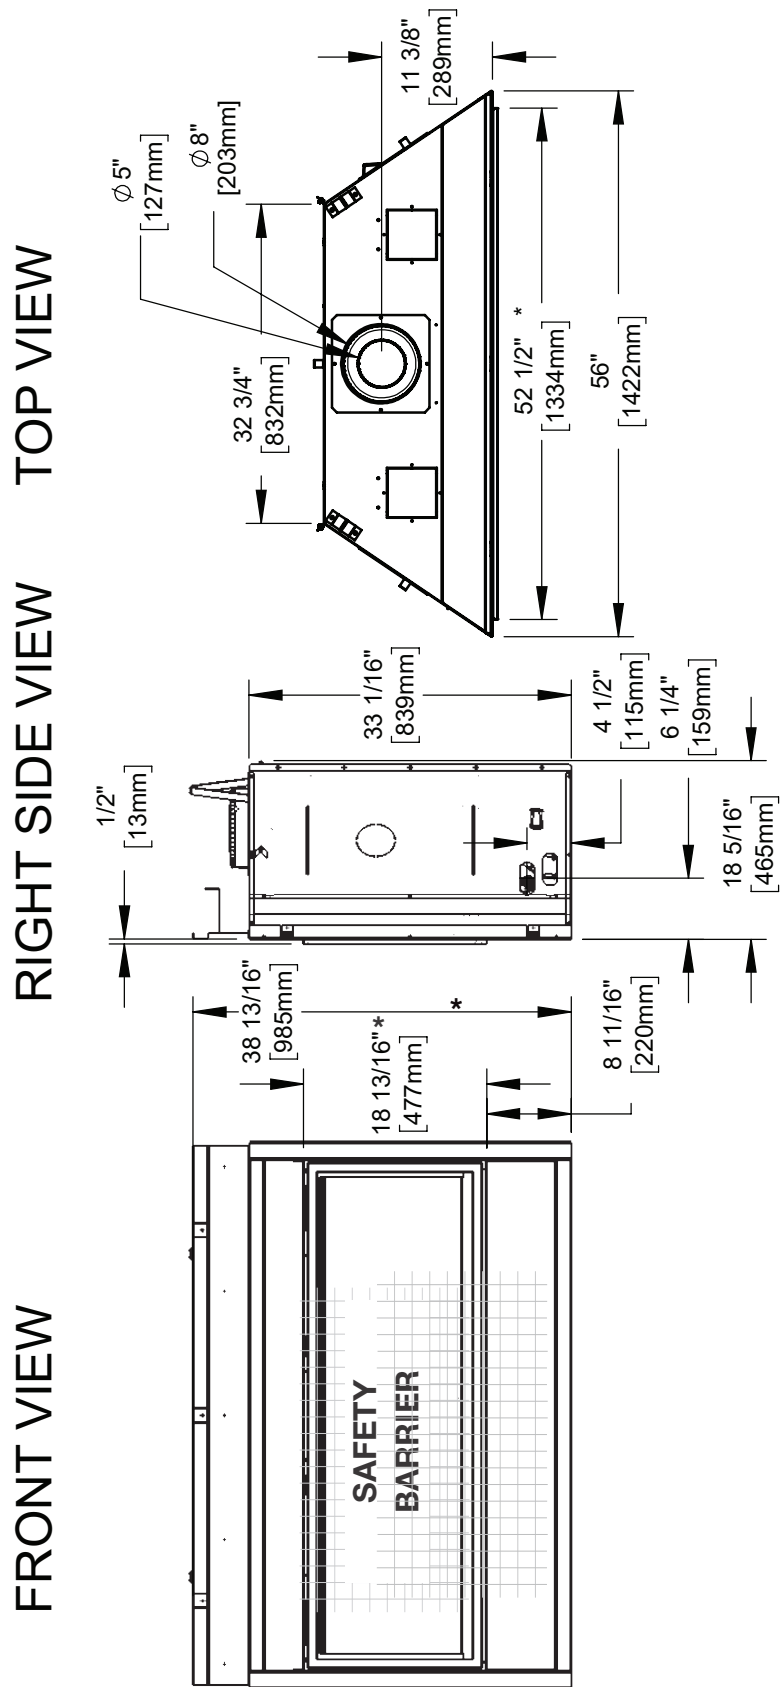 FRONT VIEW
SAFETY
BARRIER
38 13/16"
[985mm]
*
18 13/16"*
[477mm]
8 11/16"
[220mm]
RIGHT SIDE VIEW
1/2"
[13mm]
33 1/16"
[839mm]
4 1/2"
[115mm]
6 1/4"
[159mm]
18 5/16"
[465mm]
TOP VIEW
∅5"
[127mm]
∅8"
[203mm]
32 3/4"
[832mm]
11 3/8"
[289mm]
52 1/2" *
[1334mm]
56"
[1422mm]